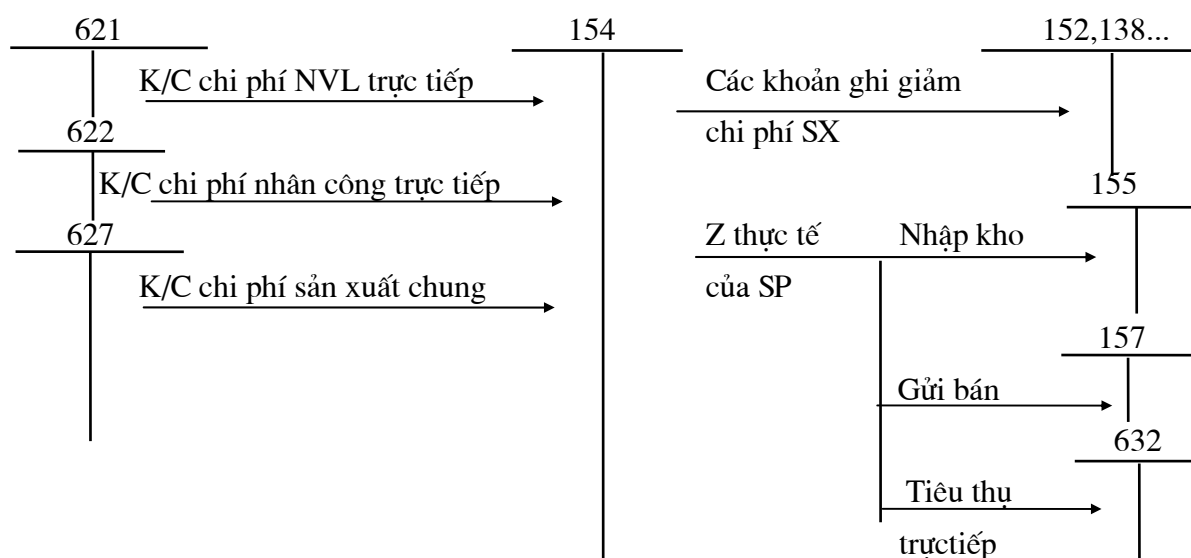 621
154
152,138...
K/C chi phí NVL trực tiếp
Các khoản ghi giảm
chi phí SX
622
K/C chi phí nhân công trực tiếp
155
627
Z thực tế
của SP
Nhập kho
K/C chi phí sản xuất chung
157
Gửi bán
632
Tiêu thụ
trựctiếp